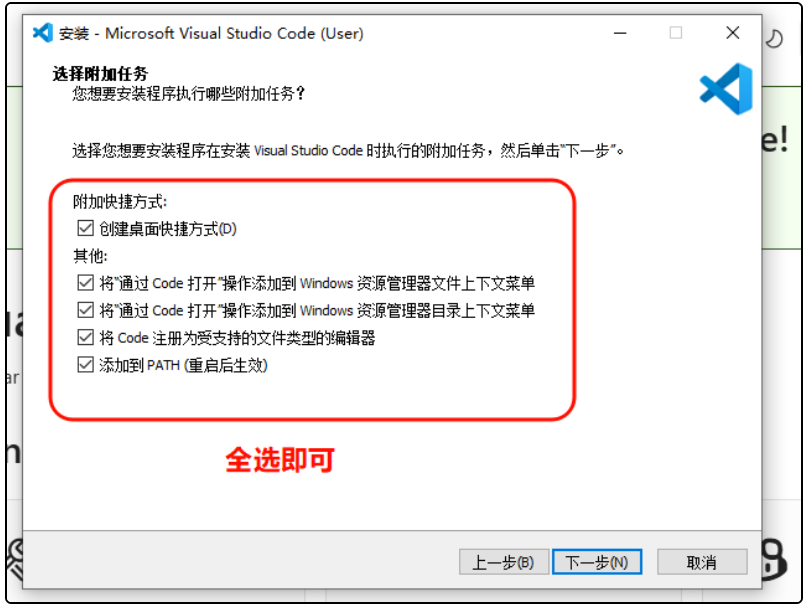 安装 - Microsoft Visual Studio Code (User)
选择附加任务
您想要安装程序执行哪些附加任务？
选择您想要安装程序在安装 Visual Studio Code 时执行的附加任务，然后单击“下一步”。
附加快捷方式:
创建桌面快捷方式(D)
其他:
将“通过 Code 打开”操作添加到 Windows 资源管理器文件上下文菜单
将“通过 Code 打开”操作添加到 Windows 资源管理器目录上下文菜单
将 Code 注册为受支持的文件类型的编辑器
添加到 PATH (重启后生效)
全选即可
上一步(B)
下一步(N)
取消
e!
ar
n